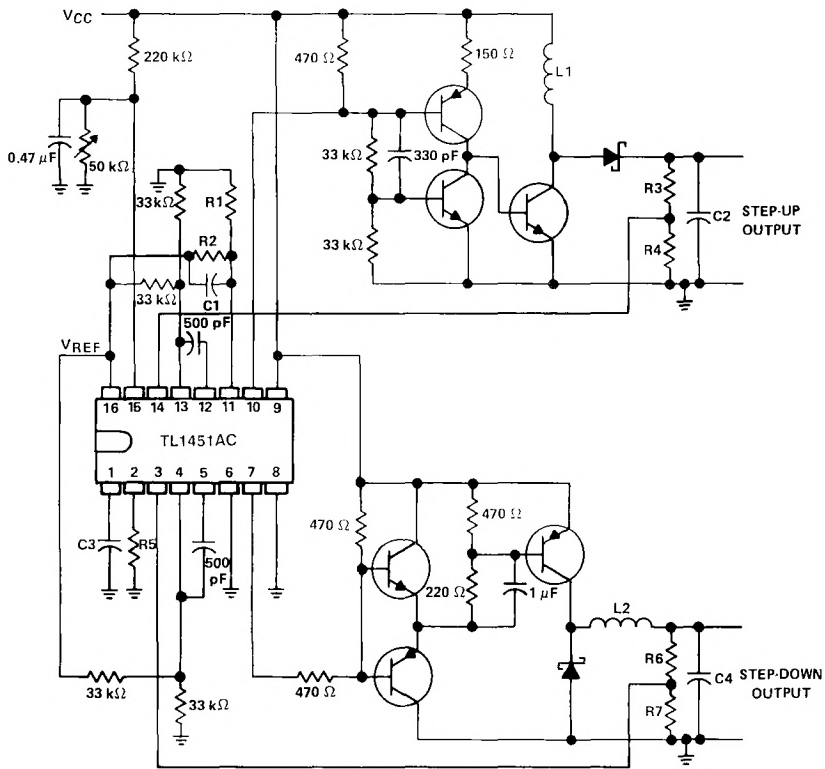 VCC
220 kΩ
470 Ω
150 Ω
L1
0.47 µF
50 kΩ
33 kΩ
330 pF
33 kΩ
R1
R3
C2
STEP-UP
OUTPUT
R2
33 kΩ
R4
33 kΩ
C1
500 pF
VREF
16 15 14 13 12 11 10 9
TL1451AC
1 2 3 4 5 6 7 8
C3
R5
500
pF
470 Ω
470 Ω
220 Ω
1 µF
L2
R6
C4
STEP-DOWN
OUTPUT
33 kΩ
33 kΩ
470 Ω
R7